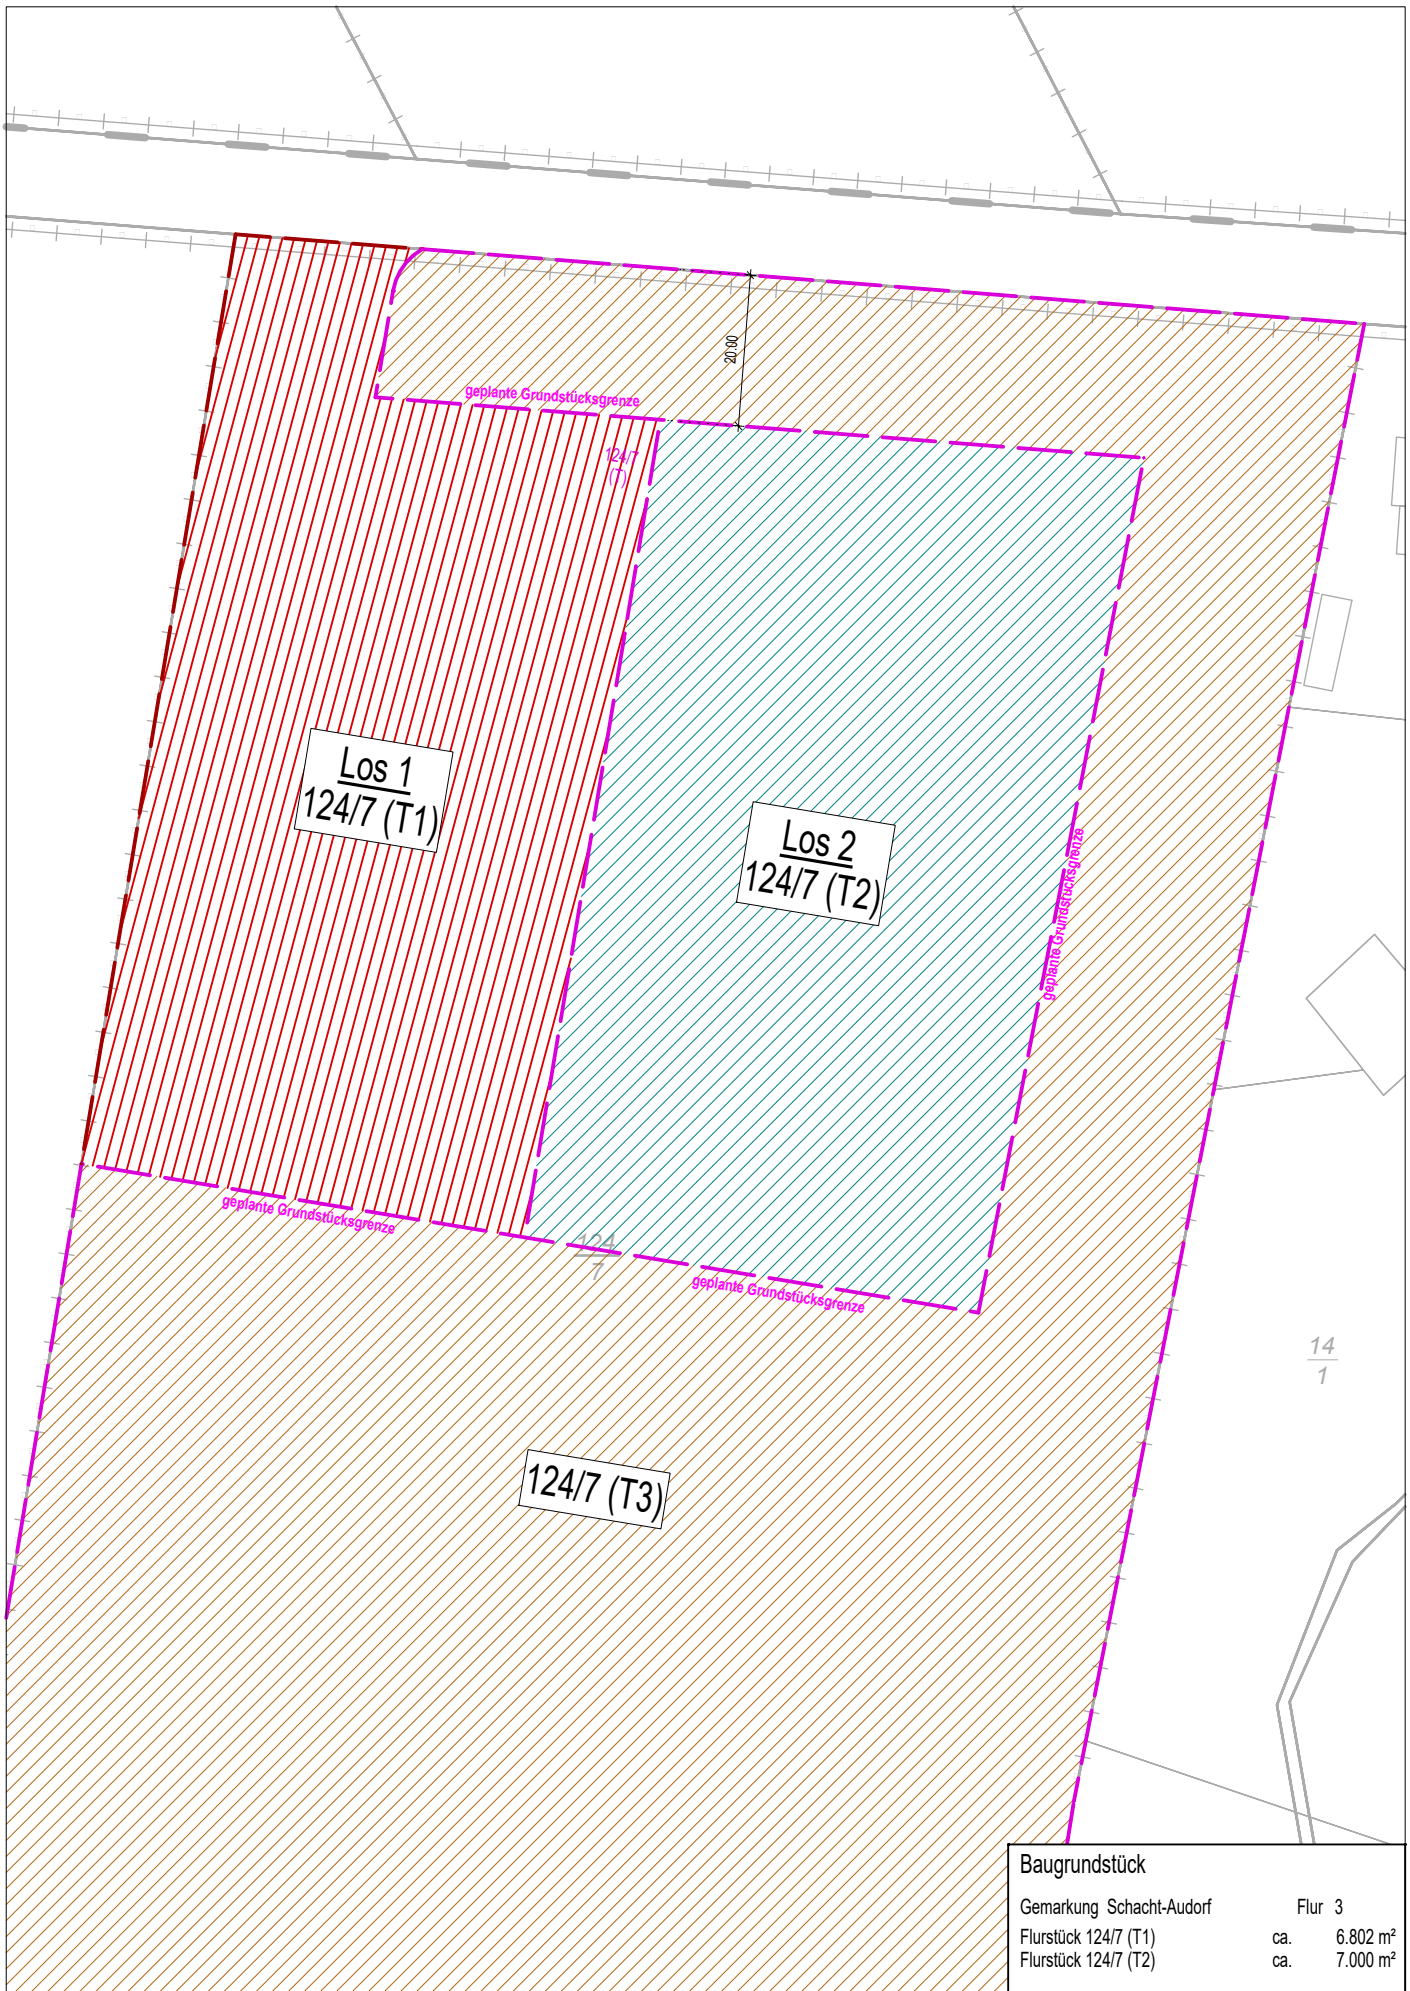 20.00
geplante Grundstücksgrenze
124/7
(T)
Los 1
124/7 (T1)
Los 2
124/7 (T2)
geplante Grundstücksgrenze
geplante Grundstücksgrenze
124
7
geplante Grundstücksgrenze
14
1
124/7 (T3)
Baugrundstück
Gemarkung Schacht-Audorf Flur 3
Flurstück 124/7 (T1) ca. 6.802 m²
Flurstück 124/7 (T2) ca. 7.000 m²